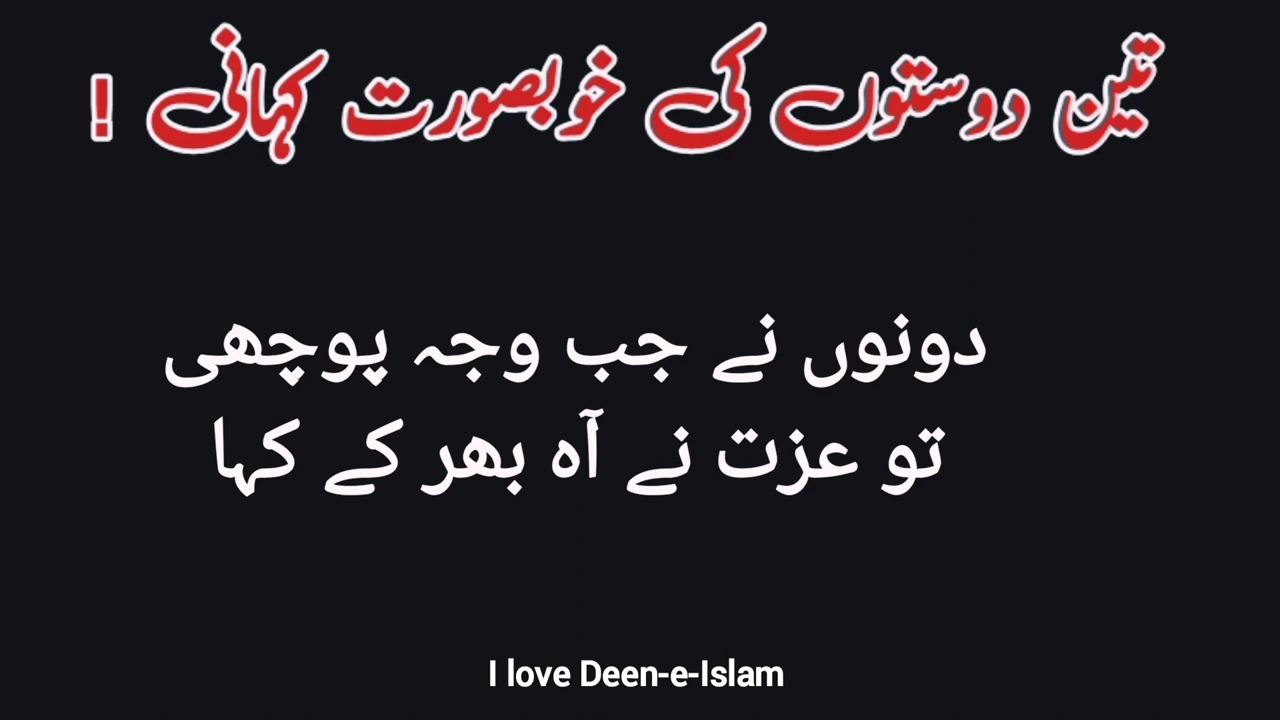 تین دوستوں کی خوبصورت کہانی !
دونوں نے جب وجہ پوچھی
تو عزت نے آہ بھر کے کہا
I love Deen-e-Islam